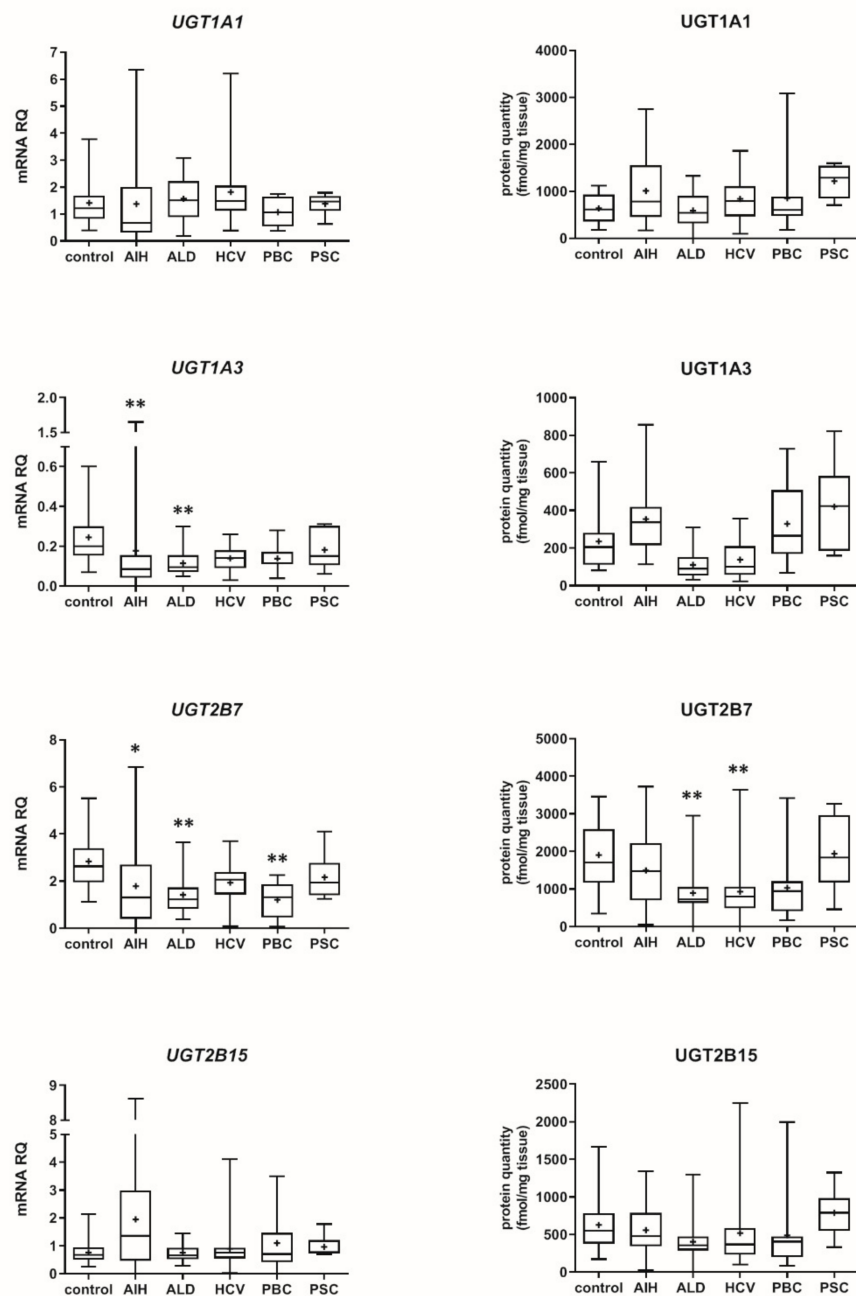 UGT1A1
mRNA RQ
7
6
5
4
3
2
1
0
control AIH ALD HCV PBC PSC
UGT1A1
protein quantity
(fmol/mg tissue)
4000
3000
2000
1000
0
control AIH ALD HCV PBC PSC
UGT1A3
mRNA RQ
2.0
1.5
0.6
0.4
0.2
0.0
**
**
control AIH ALD HCV PBC PSC
UGT1A3
protein quantity
(fmol/mg tissue)
1000
800
600
400
200
0
control AIH ALD HCV PBC PSC
UGT2B7
mRNA RQ
8
6
4
2
0
*
**
**
control AIH ALD HCV PBC PSC
UGT2B7
protein quantity
(fmol/mg tissue)
5000
4000
3000
2000
1000
0
**
**
control AIH ALD HCV PBC PSC
UGT2B15
mRNA RQ
9
8
5
4
3
2
1
0
control AIH ALD HCV PBC PSC
UGT2B15
protein quantity
(fmol/mg tissue)
2500
2000
1500
1000
500
0
control AIH ALD HCV PBC PSC